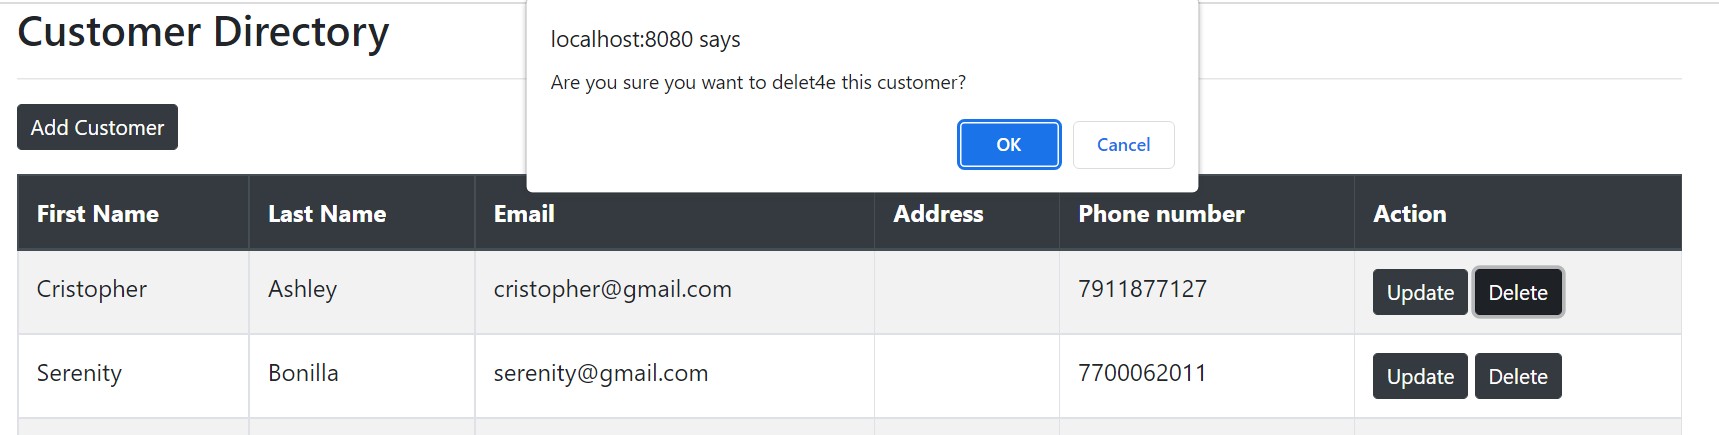 Customer Directory
localhost:8080 says
Are you sure you want to delet4e this customer?
OK Cancel
Add Customer
First Name Last Name Email Address Phone number Action
Cristopher Ashley cristopher@gmail.com 7911877127 Update Delete
Serenity Bonilla serenity@gmail.com 7700062011 Update Delete